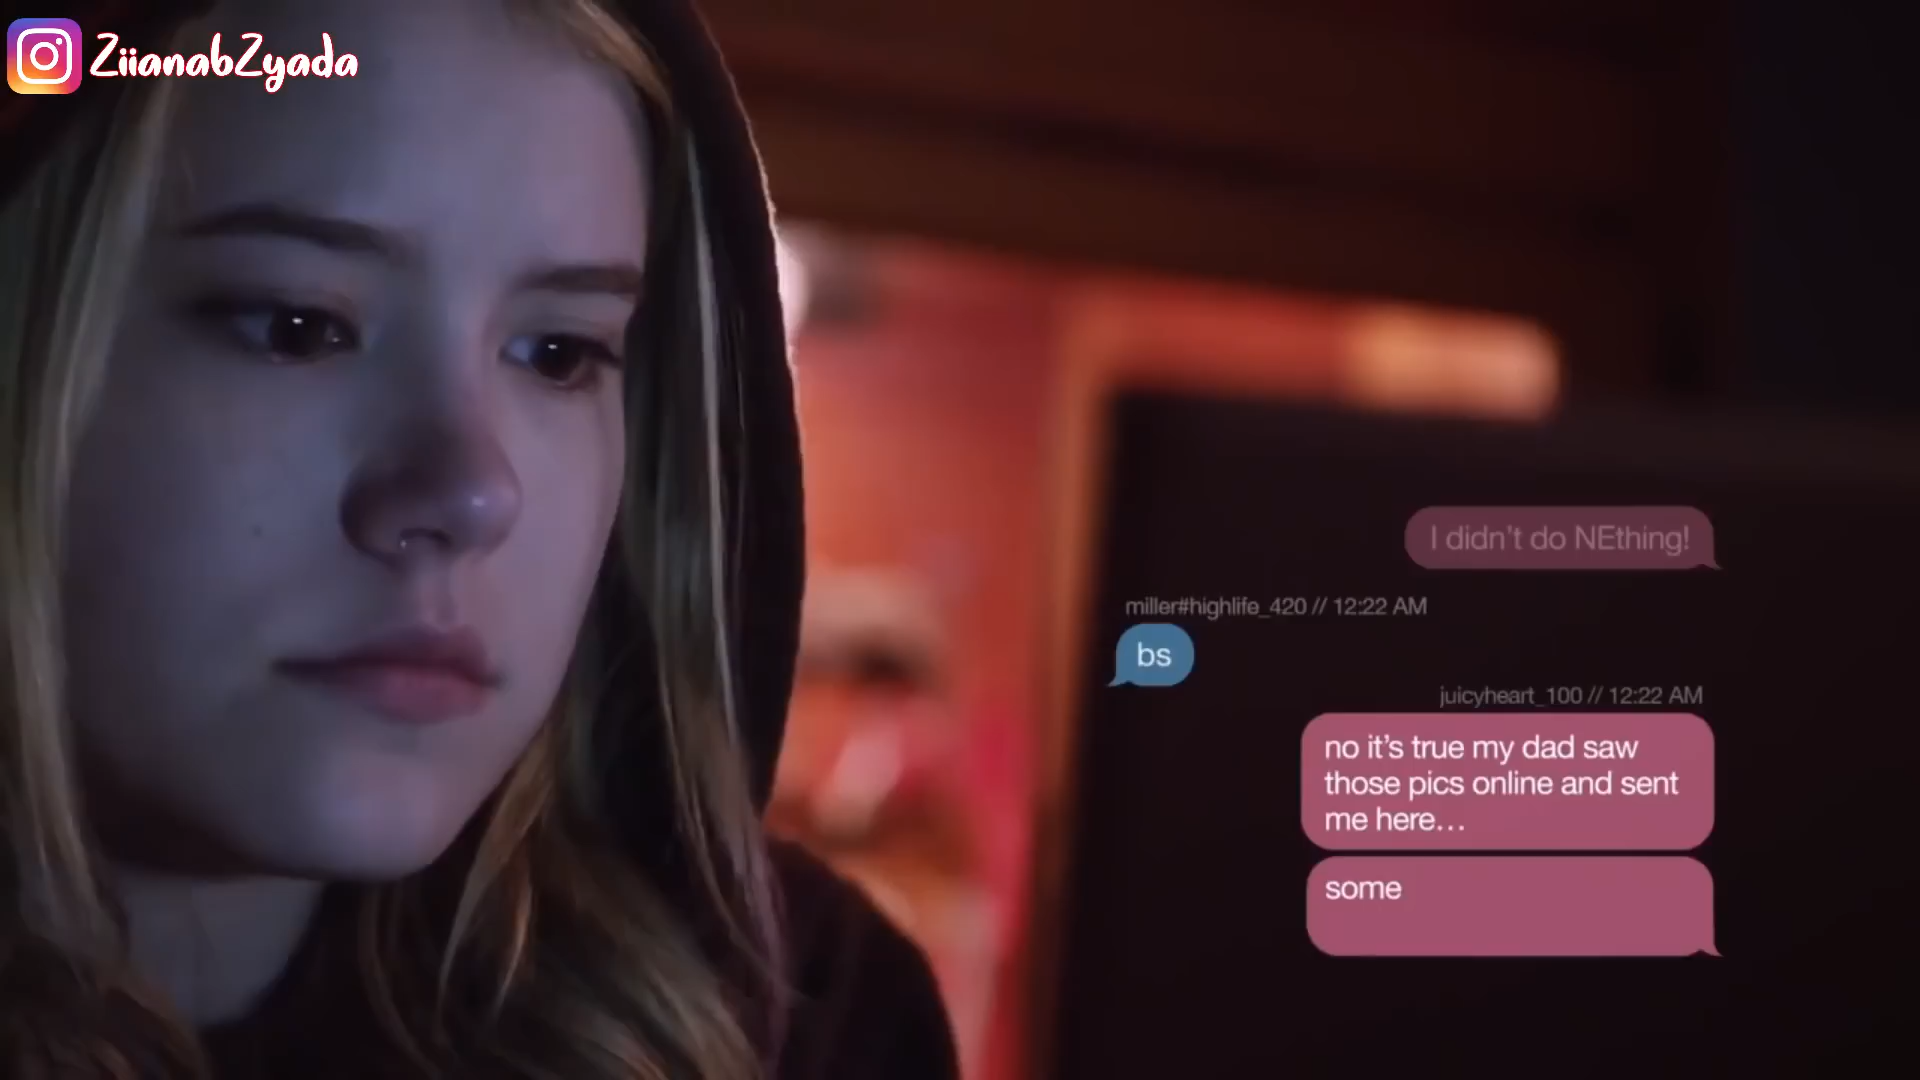 ZiianabZyada
I didn't do NEthing!
miller#highlife_420 // 12:22 AM
bs
juicyheart_100 // 12:22 AM
no it’s true my dad saw
those pics online and sent
me here…
some